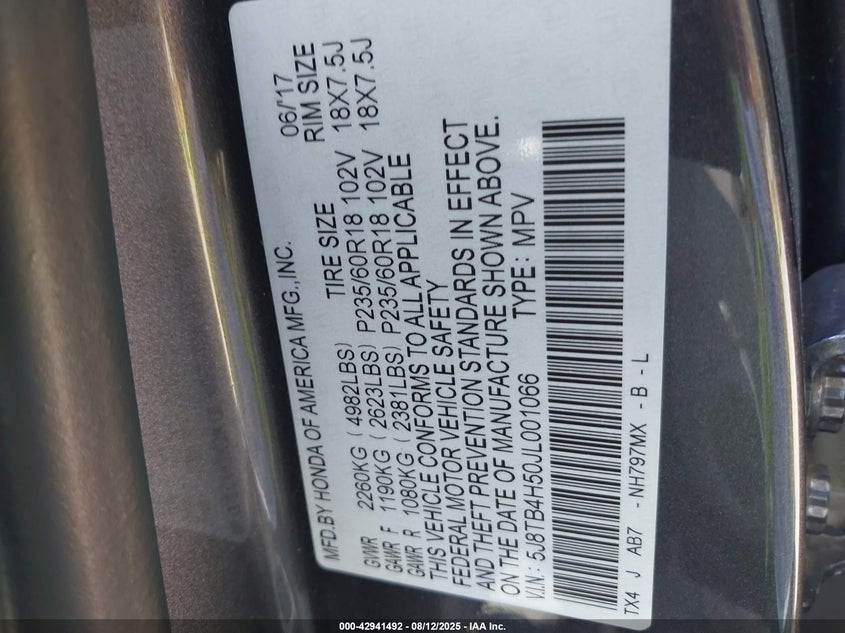 MFD.BY HONDA OF AMERICA MFG.,INC. 06/'17
TIRE SIZE RIM SIZE
GVWR 2260KG ( 4982LBS)
GAWR F 1190KG ( 2623LBS) P235/60R18 102V 18X7.5J
GAWR R 1080KG ( 2381LBS) P235/60R18 102V 18X7.5J
THIS VEHICLE CONFORMS TO ALL APPLICABLE
FEDERAL MOTOR VEHICLE SAFETY
AND THEFT PREVENTION STANDARDS IN EFFECT
ON THE DATE OF MANUFACTURE SHOWN ABOVE.
V.I.N.: 5J8TB4H50JL001066 TYPE: MPV
TX4 J AB7 - NH797MX - B - L
000-42941492 - 08/12/2025 - IAA Inc.